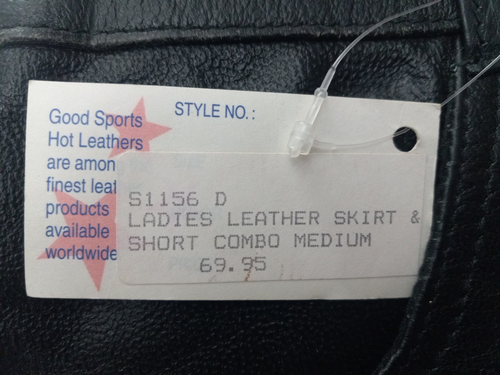 Good Sports
Hot Leathers
are amon
finest leat
products
available
worldwide
STYLE NO.:
S1156 D
LADIES LEATHER SKIRT &
SHORT COMBO MEDIUM
69.95